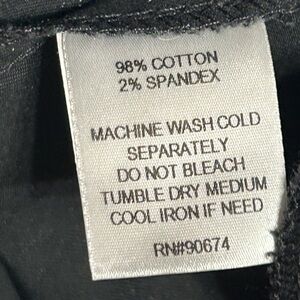 98% COTTON
2% SPANDEX
MACHINE WASH COLD
SEPARATELY
DO NOT BLEACH
TUMBLE DRY MEDIUM
COOL IRON IF NEED
RN#90674